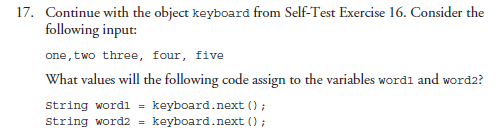 17. Continue with the object keyboard from Self-Test Exercise 16. Consider the
following input:
one,two three, four, five
What values will the following code assign to the variables word1 and word2?
String word1 = keyboard.next();
String word2 = keyboard.next();